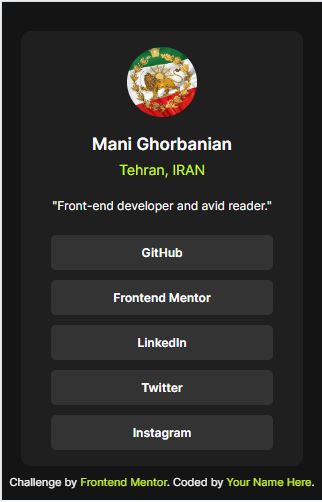 Mani Ghorbanian
Tehran, IRAN
"Front-end developer and avid reader."
GitHub
Frontend Mentor
LinkedIn
Twitter
Instagram
Challenge by Frontend Mentor. Coded by Your Name Here.